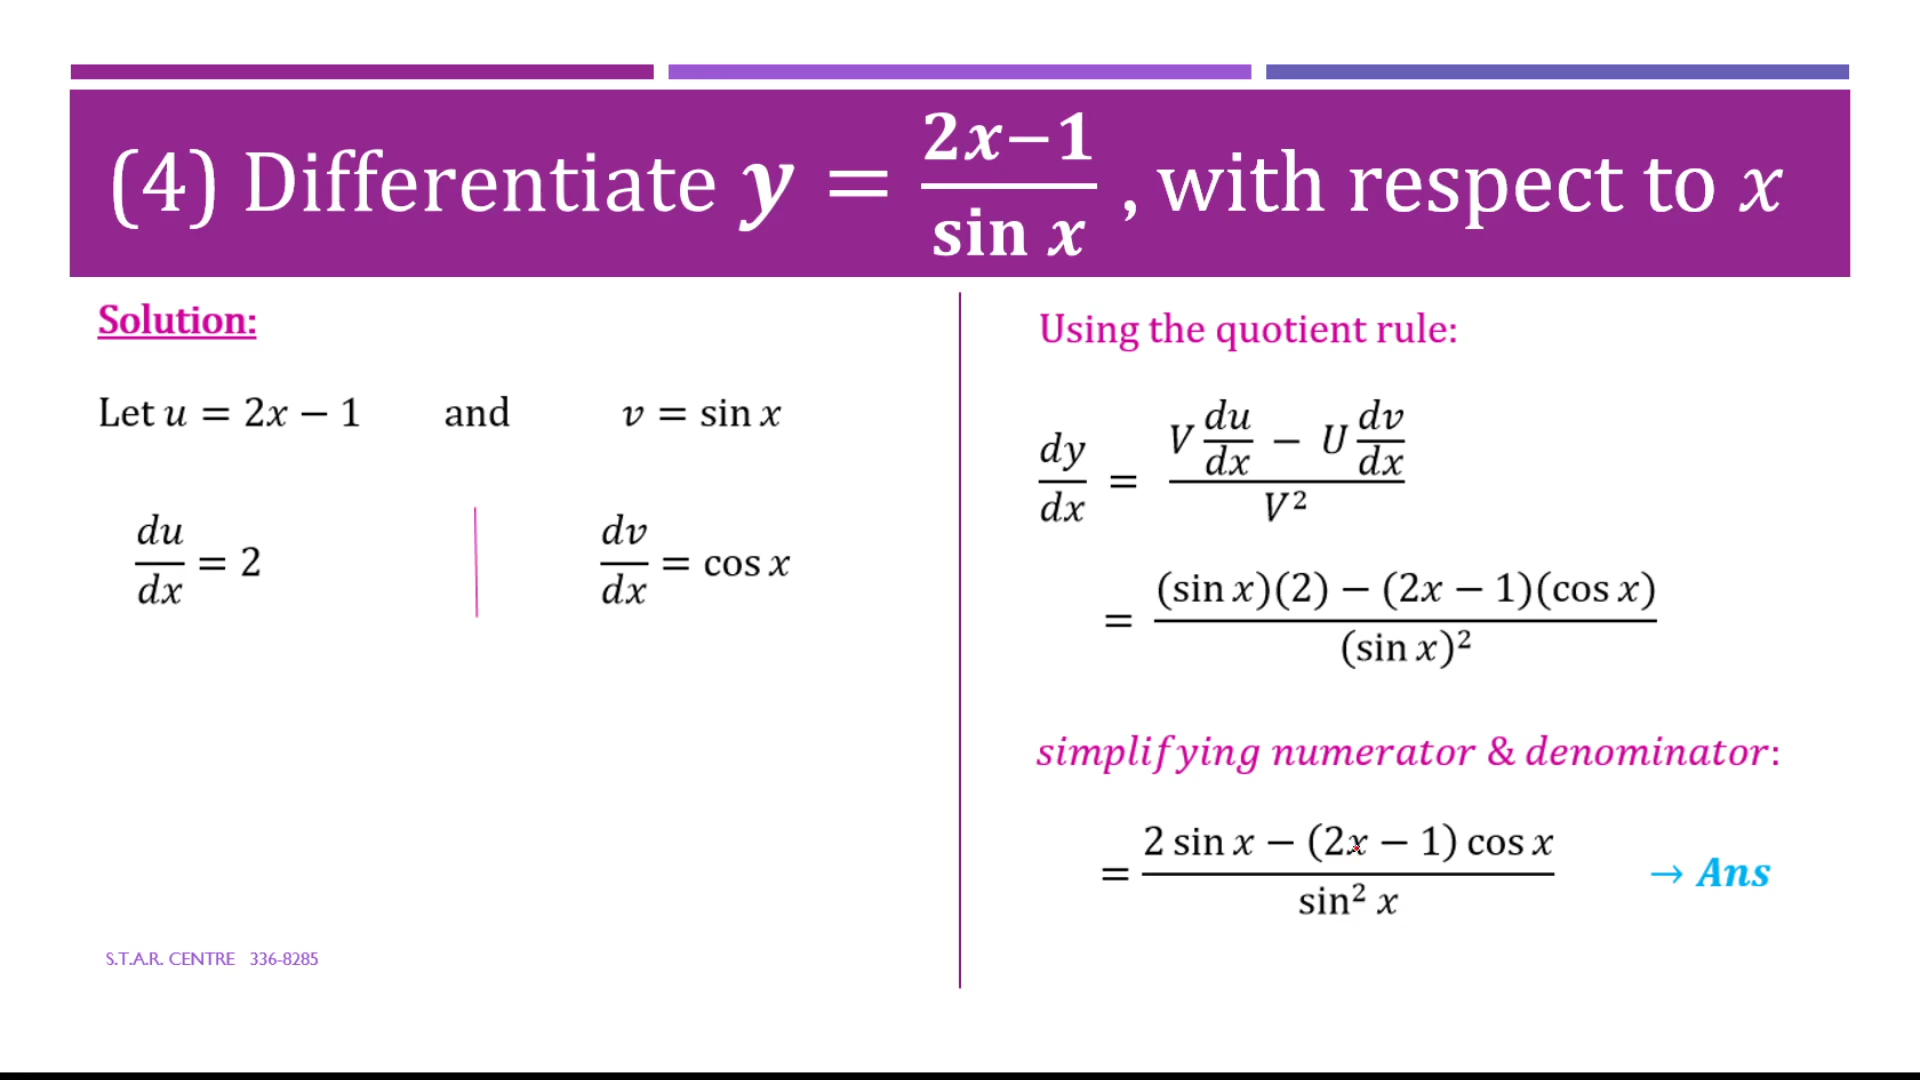 (4) Differentiate y = 2x−1 / sin x , with respect to x
Solution:
Let u = 2x − 1 and v = sin x
du/dx = 2 dv/dx = cos x
S.T.A.R. CENTRE 336-8285
Using the quotient rule:
dy/dx = (V du/dx − U dv/dx) / V²
= (sin x)(2) − (2x − 1)(cos x) / (sin x)²
simplifying numerator & denominator:
= 2 sin x − (2x − 1) cos x / sin² x → Ans